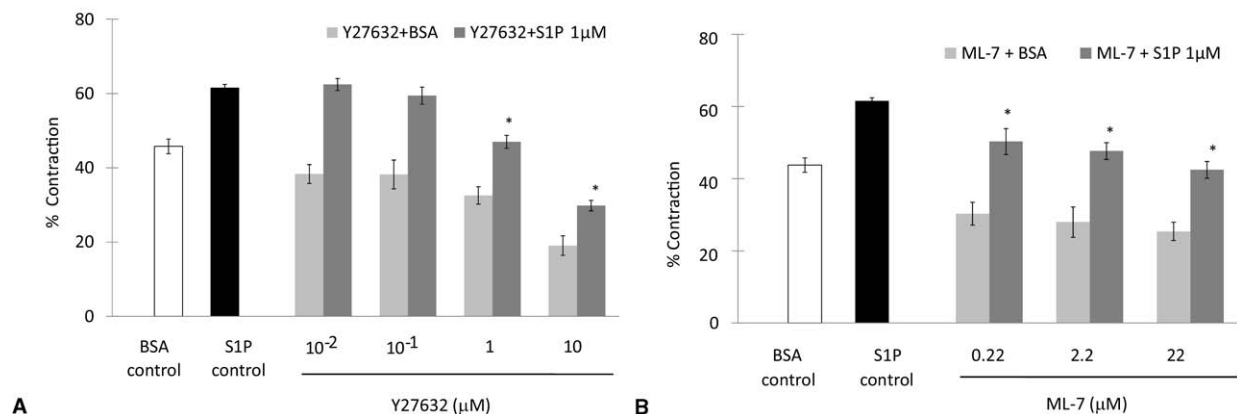 80
60
40
20
0
% Contraction
Y27632+BSA Y27632+S1P 1μM
* *
BSA control
S1P control
10-2 10-1 1 10
Y27632 (μM)
A
80
60
40
20
0
% Contraction
ML-7 + BSA ML-7 + S1P 1μM
* * *
BSA control
S1P control
0.22 2.2 22
ML-7 (μM)
B